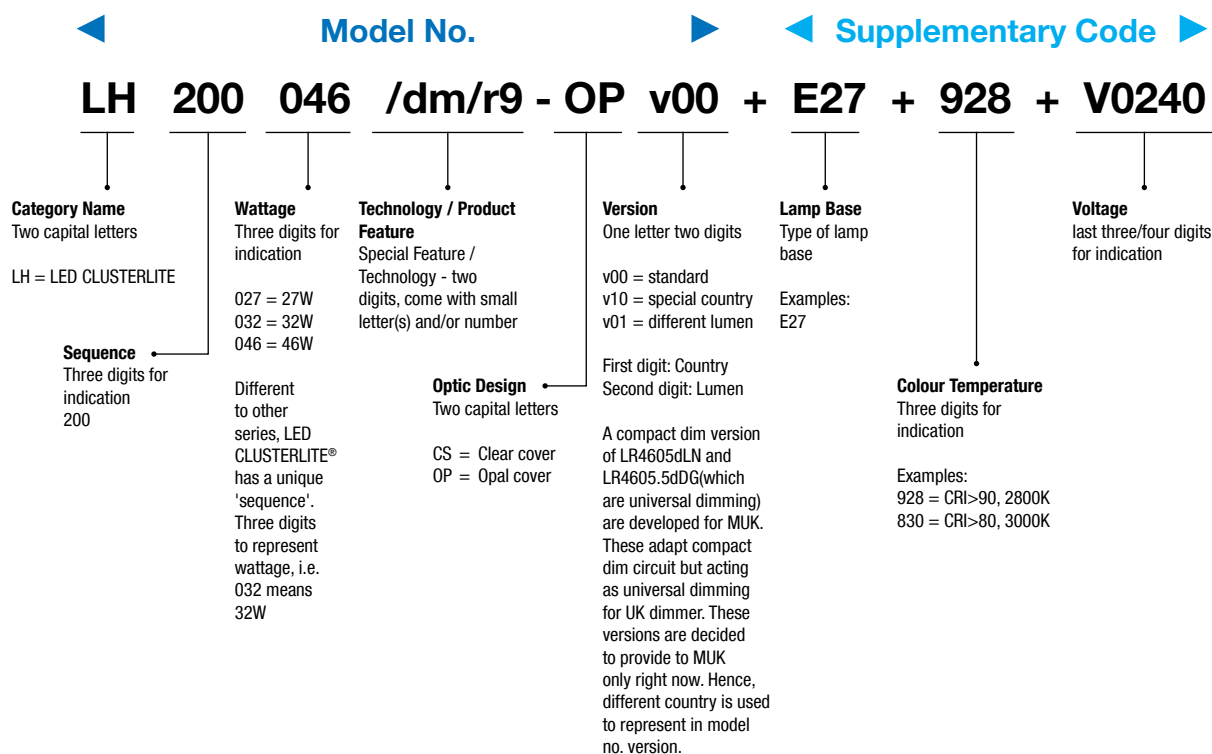 Model No.
Supplementary Code
LH 200 046 /dm/r9 - OP v00 + E27 + 928 + V0240
Category Name
Two capital letters
LH = LED CLUSTERLITE
Sequence
Three digits for
indication
200
Wattage
Three digits for
indication
027 = 27W
032 = 32W
046 = 46W
Different
to other
series, LED
CLUSTERLITE®
has a unique
'sequence'.
Three digits
to represent
wattage, i.e.
032 means
32W
Technology / Product
Feature
Special Feature /
Technology - two
digits, come with small
letter(s) and/or number
Optic Design
Two capital letters
CS = Clear cover
OP = Opal cover
Version
One letter two digits
v00 = standard
v10 = special country
v01 = different lumen
First digit: Country
Second digit: Lumen
A compact dim version
of LR4605dLN and
LR4605.5dDG(which
are universal dimming)
are developed for MUK.
These adapt compact
dim circuit but acting
as universal dimming
for UK dimmer. These
versions are decided
to provide to MUK
only right now. Hence,
different country is used
to represent in model
no. version.
Lamp Base
Type of lamp
base
Examples:
E27
Colour Temperature
Three digits for
indication
Examples:
928 = CRI>90, 2800K
830 = CRI>80, 3000K
Voltage
last three/four digits
for indication